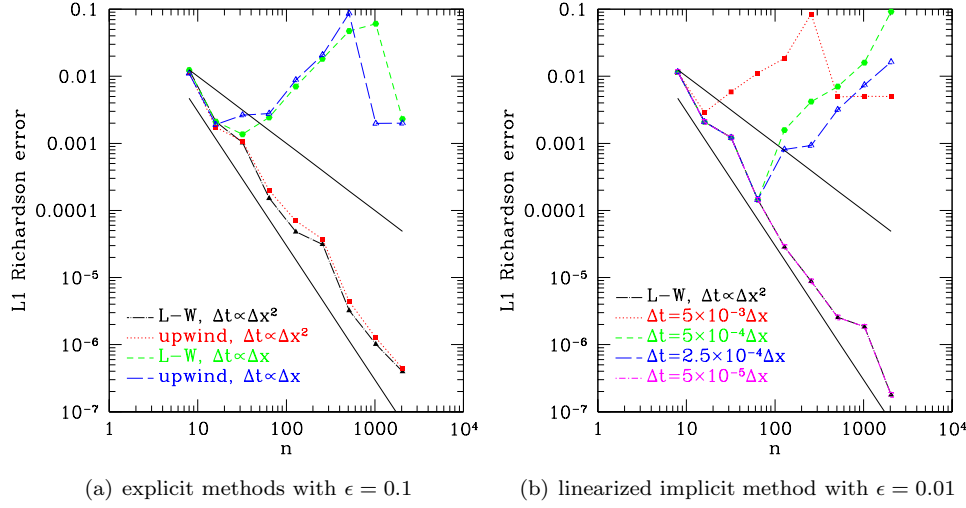 0.1
0.01
0.001
0.0001
10⁻⁵
10⁻⁶
10⁻⁷
L1 Richardson error
L−W, Δt∝Δx²
upwind, Δt∝Δx²
L−W, Δt∝Δx
upwind, Δt∝Δx
1 10 100 1000 10⁴
n
(a) explicit methods with ϵ = 0.1
0.1
0.01
0.001
0.0001
10⁻⁵
10⁻⁶
10⁻⁷
L1 Richardson error
L−W, Δt∝Δx²
Δt=5×10⁻³Δx
Δt=5×10⁻⁴Δx
Δt=2.5×10⁻⁴Δx
Δt=5×10⁻⁵Δx
1 10 100 1000 10⁴
n
(b) linearized implicit method with ϵ = 0.01